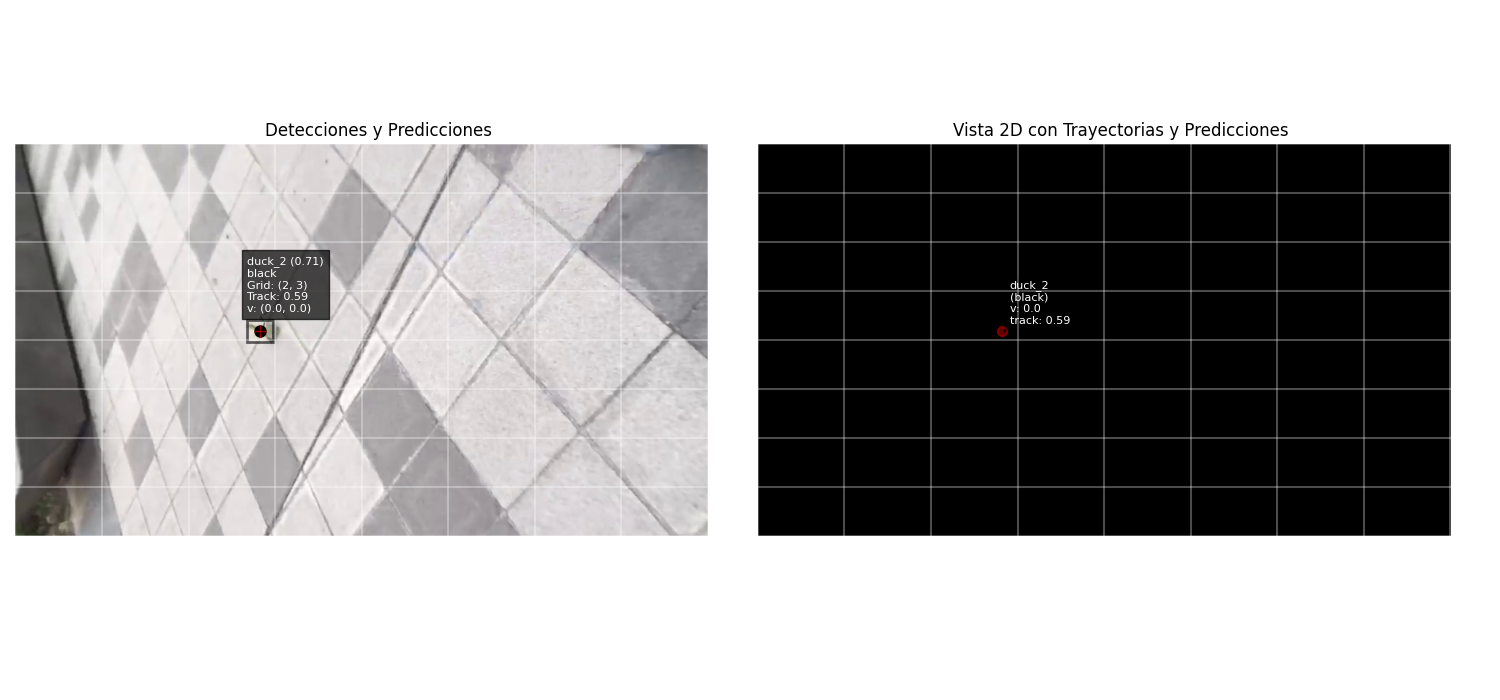 Detecciones y Predicciones
duck_2 (0.71)
black
Grid: (2, 3)
Track: 0.59
v: (0.0, 0.0)
Vista 2D con Trayectorias y Predicciones
duck_2
(black)
v: 0.0
track: 0.59